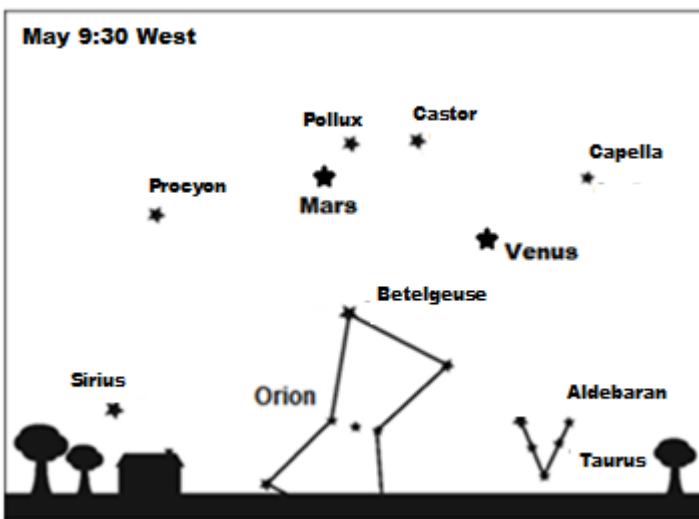 May 9:30 West
Pollux
Castor
Capella
Procyon
Mars
Venus
Betelgeuse
Sirius
Orion
Aldebaran
Taurus